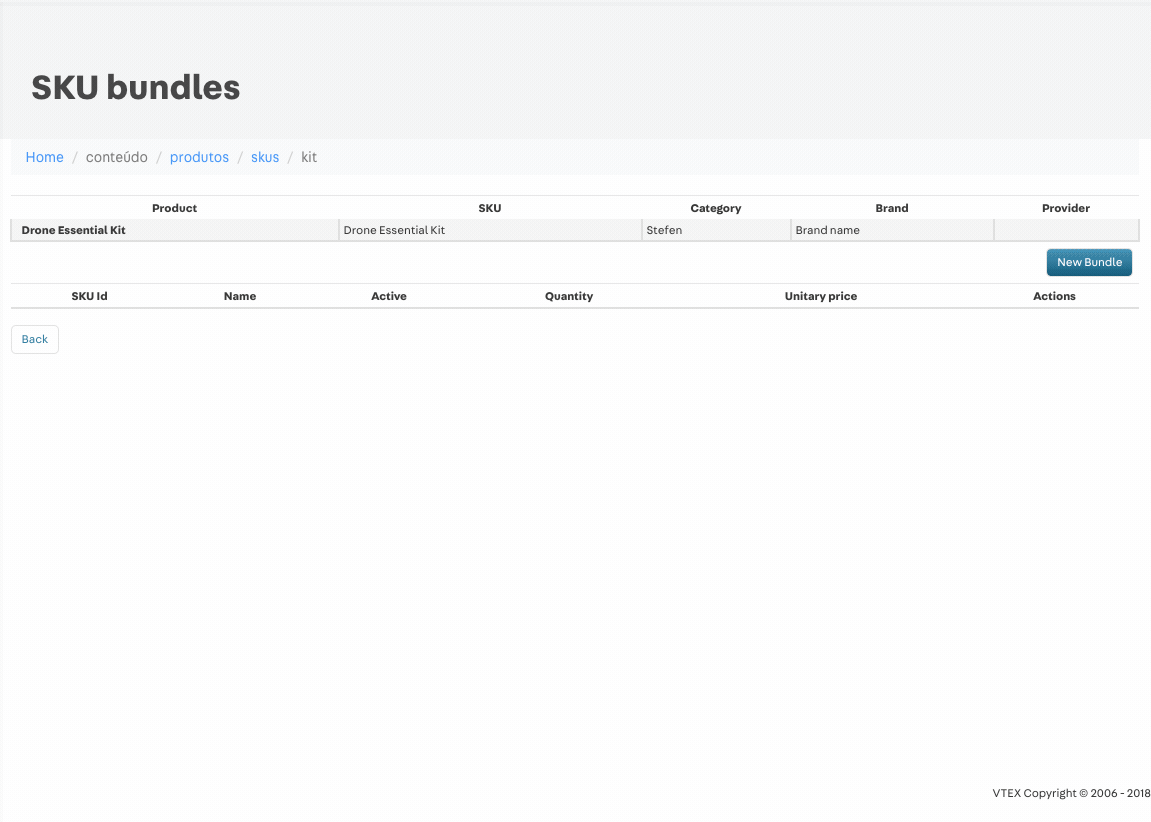 SKU bundles
Home / conteúdo / produtos / skus / kit
Product SKU Category Brand Provider
Drone Essential Kit Drone Essential Kit Stefen Brand name
New Bundle
SKU Id Name Active Quantity Unitary price Actions
Back
VTEX Copyright © 2006 - 2018